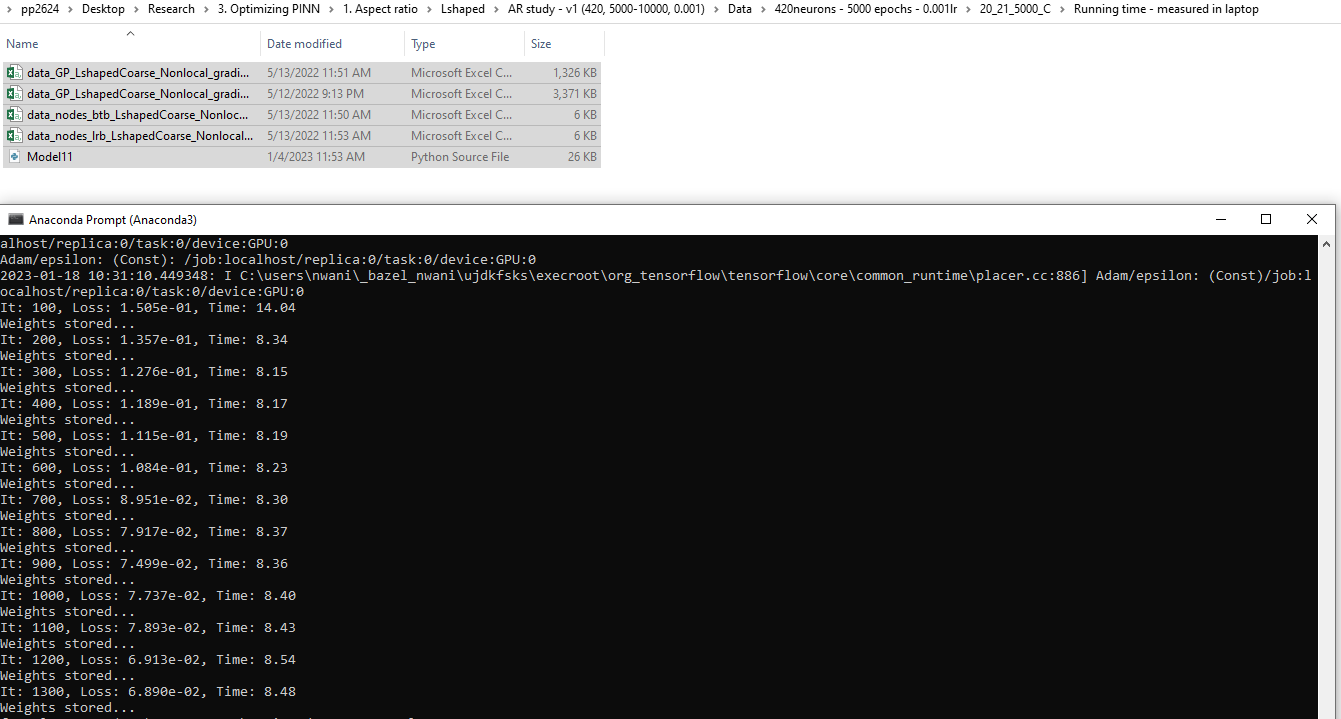 pp2624 > Desktop > Research > 3. Optimizing PINN > 1. Aspect ratio > Lshaped > AR study - v1 (420, 5000-10000, 0.001) > Data > 420neurons - 5000 epochs - 0.001lr > 20_21_5000_C > Running time - measured in laptop
Name Date modified Type Size
data_GP_LshapedCoarse_Nonlocal_gradi... 5/13/2022 11:51 AM Microsoft Excel C... 1,326 KB
data_GP_LshapedCoarse_Nonlocal_gradi... 5/12/2022 9:13 PM Microsoft Excel C... 3,371 KB
data_nodes_btb_LshapedCoarse_Nonloc... 5/13/2022 11:50 AM Microsoft Excel C... 6 KB
data_nodes_lrb_LshapedCoarse_Nonlocal... 5/13/2022 11:53 AM Microsoft Excel C... 6 KB
Model11 1/4/2023 11:53 AM Python Source File 26 KB
Anaconda Prompt (Anaconda3)
alhost/replica:0/task:0/device:GPU:0
Adam/epsilon: (Const): /job:localhost/replica:0/task:0/device:GPU:0
2023-01-18 10:31:10.449348: I C:\users\nwani\_bazel_nwani\ujdkfsks\execroot\org_tensorflow\tensorflow\core\common_runtime\placer.cc:886] Adam/epsilon: (Const)/job:l
ocalhost/replica:0/task:0/device:GPU:0
It: 100, Loss: 1.505e-01, Time: 14.04
Weights stored...
It: 200, Loss: 1.357e-01, Time: 8.34
Weights stored...
It: 300, Loss: 1.276e-01, Time: 8.15
Weights stored...
It: 400, Loss: 1.189e-01, Time: 8.17
Weights stored...
It: 500, Loss: 1.115e-01, Time: 8.19
Weights stored...
It: 600, Loss: 1.084e-01, Time: 8.23
Weights stored...
It: 700, Loss: 8.951e-02, Time: 8.30
Weights stored...
It: 800, Loss: 7.917e-02, Time: 8.37
Weights stored...
It: 900, Loss: 7.499e-02, Time: 8.36
Weights stored...
It: 1000, Loss: 7.737e-02, Time: 8.40
Weights stored...
It: 1100, Loss: 7.893e-02, Time: 8.43
Weights stored...
It: 1200, Loss: 6.913e-02, Time: 8.54
Weights stored...
It: 1300, Loss: 6.890e-02, Time: 8.48
Weights stored...